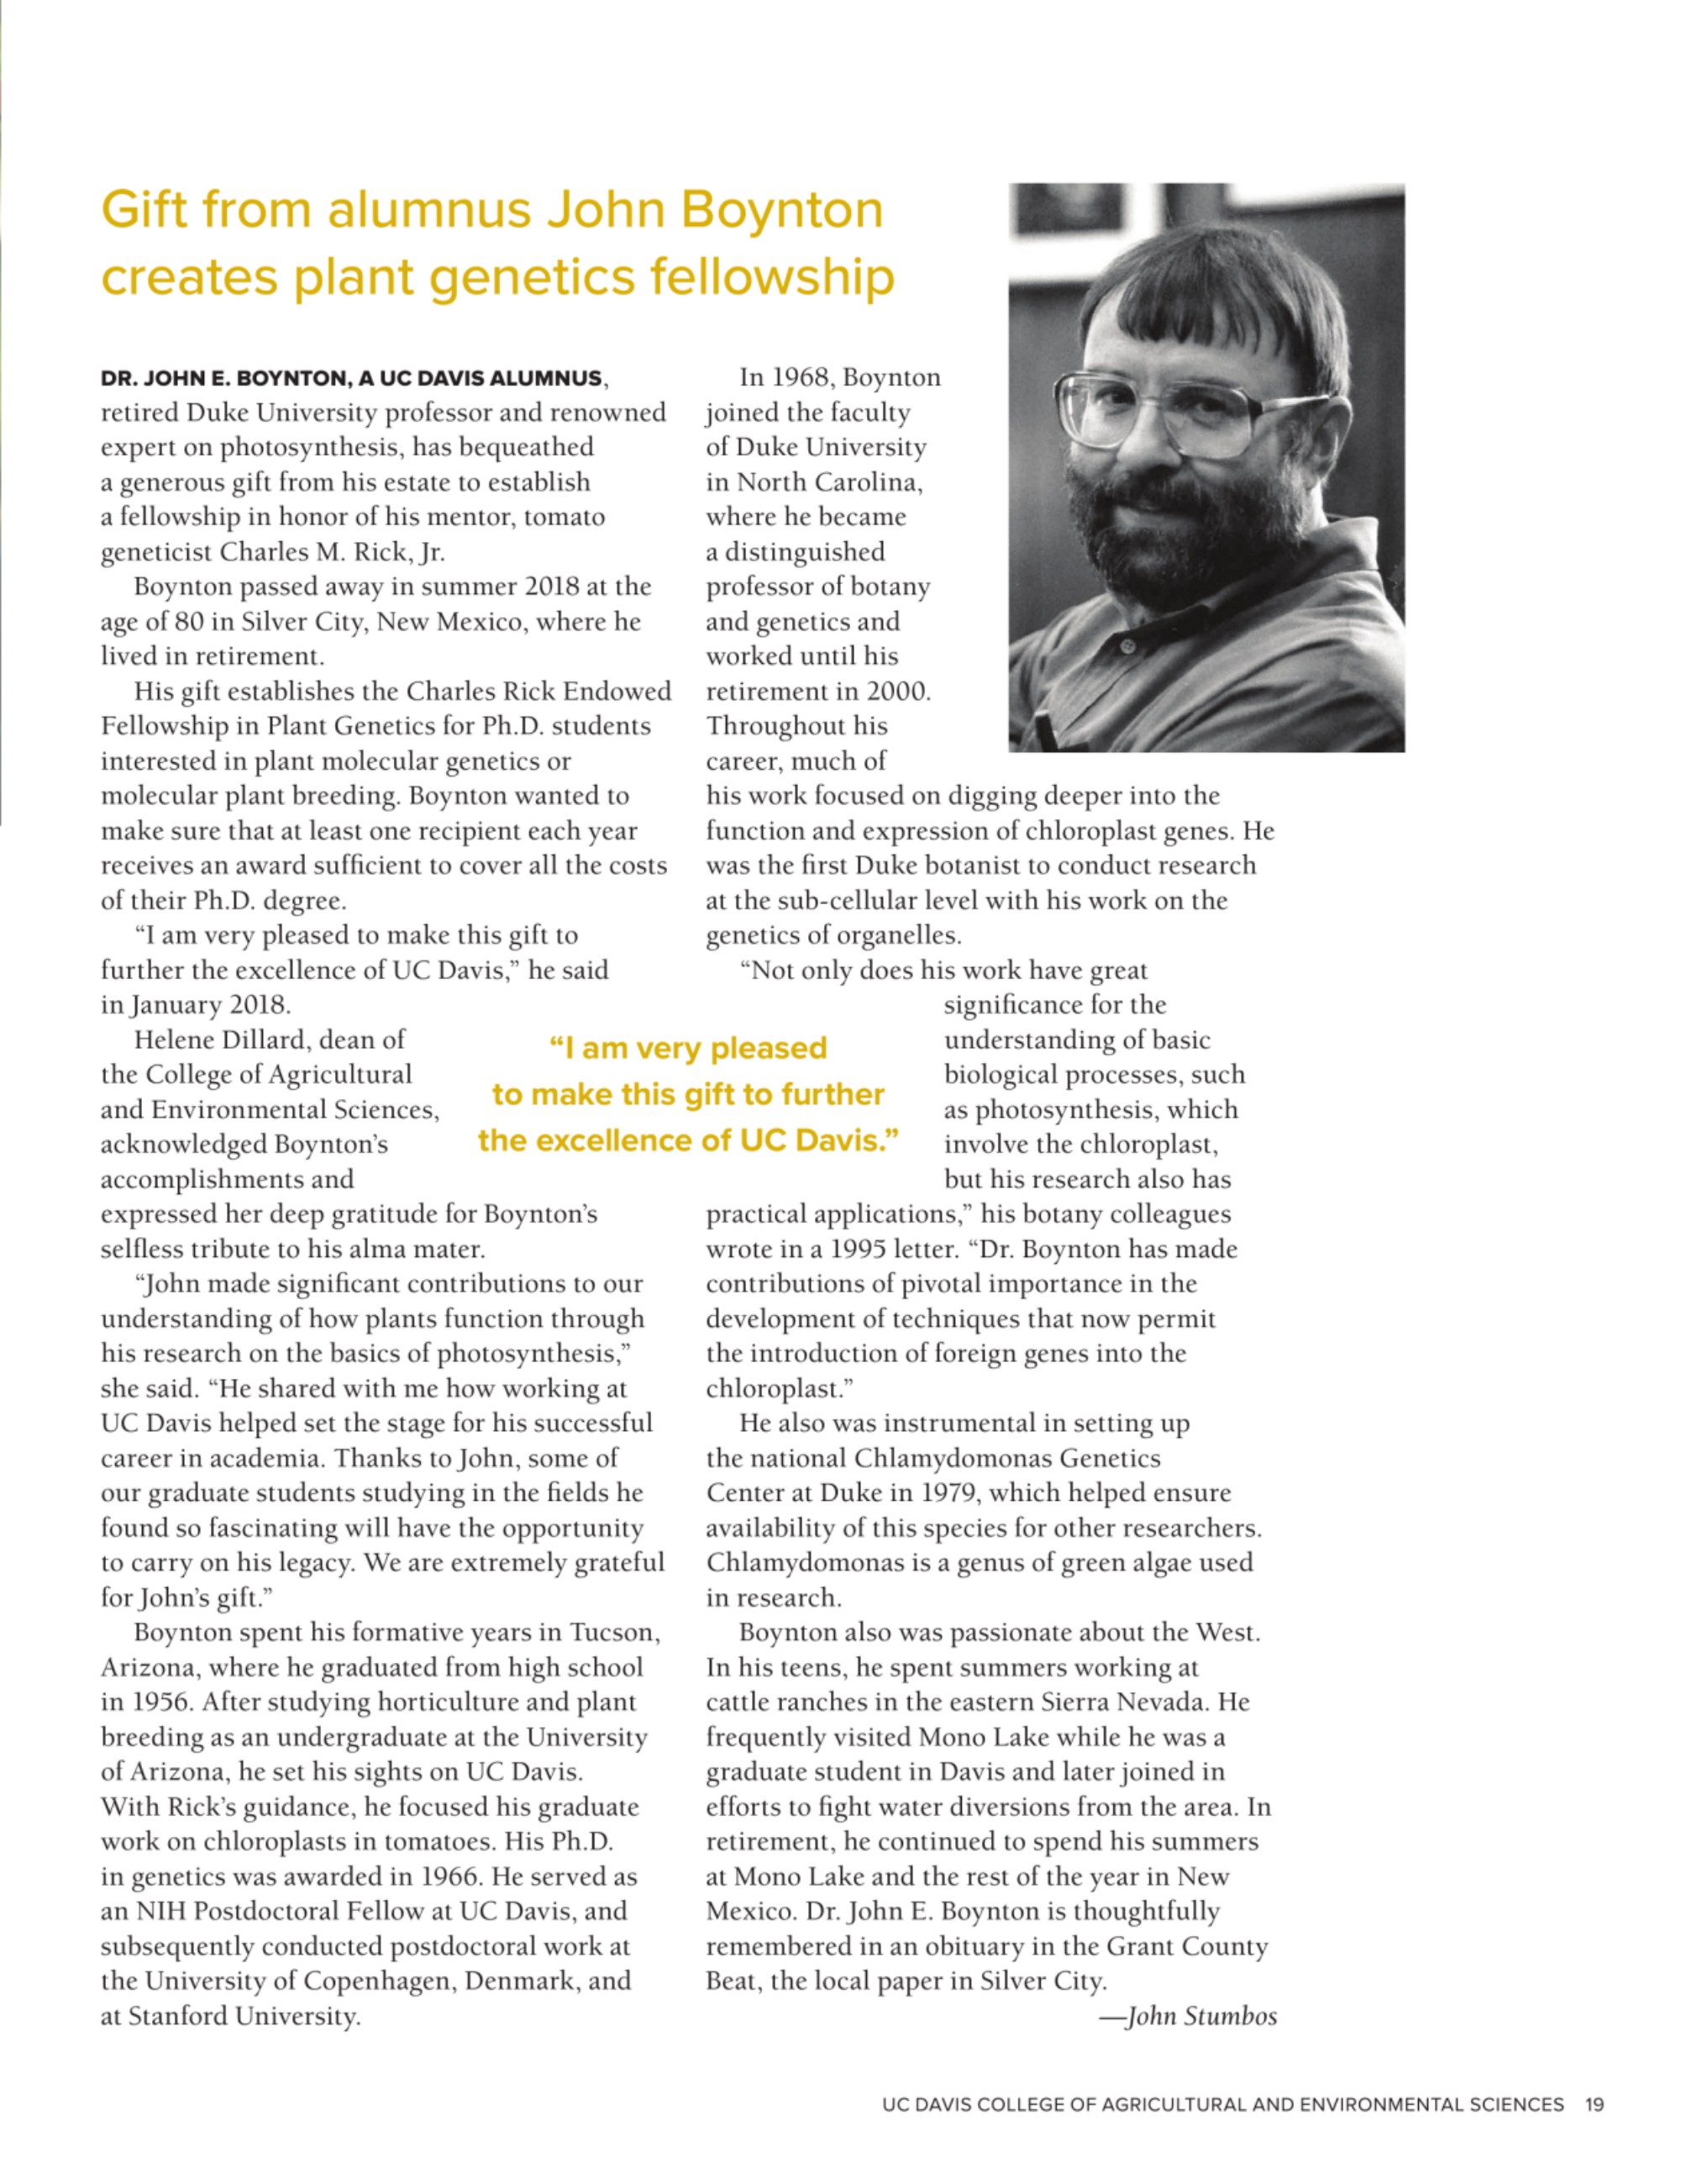 Gift from alumnus John Boynton
creates plant genetics fellowship
DR. JOHN E. BOYNTON, A UC DAVIS ALUMNUS,
retired Duke University professor and renowned
expert on photosynthesis, has bequeathed
a generous gift from his estate to establish
a fellowship in honor of his mentor, tomato
geneticist Charles M. Rick, Jr.
Boynton passed away in summer 2018 at the
age of 80 in Silver City, New Mexico, where he
lived in retirement.
His gift establishes the Charles Rick Endowed
Fellowship in Plant Genetics for Ph.D. students
interested in plant molecular genetics or
molecular plant breeding. Boynton wanted to
make sure that at least one recipient each year
receives an award sufficient to cover all the costs
of their Ph.D. degree.
“I am very pleased to make this gift to
further the excellence of UC Davis,” he said
in January 2018.
Helene Dillard, dean of
the College of Agricultural
and Environmental Sciences,
acknowledged Boynton’s
accomplishments and
expressed her deep gratitude for Boynton’s
selfless tribute to his alma mater.
“John made significant contributions to our
understanding of how plants function through
his research on the basics of photosynthesis,”
she said. “He shared with me how working at
UC Davis helped set the stage for his successful
career in academia. Thanks to John, some of
our graduate students studying in the fields he
found so fascinating will have the opportunity
to carry on his legacy. We are extremely grateful
for John’s gift.”
Boynton spent his formative years in Tucson,
Arizona, where he graduated from high school
in 1956. After studying horticulture and plant
breeding as an undergraduate at the University
of Arizona, he set his sights on UC Davis.
With Rick’s guidance, he focused his graduate
work on chloroplasts in tomatoes. His Ph.D.
in genetics was awarded in 1966. He served as
an NIH Postdoctoral Fellow at UC Davis, and
subsequently conducted postdoctoral work at
the University of Copenhagen, Denmark, and
at Stanford University.
“I am very pleased
to make this gift to further
the excellence of UC Davis.”
In 1968, Boynton
joined the faculty
of Duke University
in North Carolina,
where he became
a distinguished
professor of botany
and genetics and
worked until his
retirement in 2000.
Throughout his
career, much of
his work focused on digging deeper into the
function and expression of chloroplast genes. He
was the first Duke botanist to conduct research
at the sub-cellular level with his work on the
genetics of organelles.
“Not only does his work have great
significance for the
understanding of basic
biological processes, such
as photosynthesis, which
involve the chloroplast,
but his research also has
practical applications,” his botany colleagues
wrote in a 1995 letter. “Dr. Boynton has made
contributions of pivotal importance in the
development of techniques that now permit
the introduction of foreign genes into the
chloroplast.”
He also was instrumental in setting up
the national Chlamydomonas Genetics
Center at Duke in 1979, which helped ensure
availability of this species for other researchers.
Chlamydomonas is a genus of green algae used
in research.
Boynton also was passionate about the West.
In his teens, he spent summers working at
cattle ranches in the eastern Sierra Nevada. He
frequently visited Mono Lake while he was a
graduate student in Davis and later joined in
efforts to fight water diversions from the area. In
retirement, he continued to spend his summers
at Mono Lake and the rest of the year in New
Mexico. Dr. John E. Boynton is thoughtfully
remembered in an obituary in the Grant County
Beat, the local paper in Silver City.
—John Stumbos
UC DAVIS COLLEGE OF AGRICULTURAL AND ENVIRONMENTAL SCIENCES 19